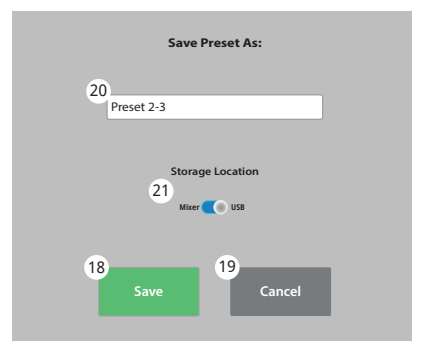 Save Preset As:
20
Preset 2-3
Storage Location
21
Mixer USB
18 19
Save Cancel